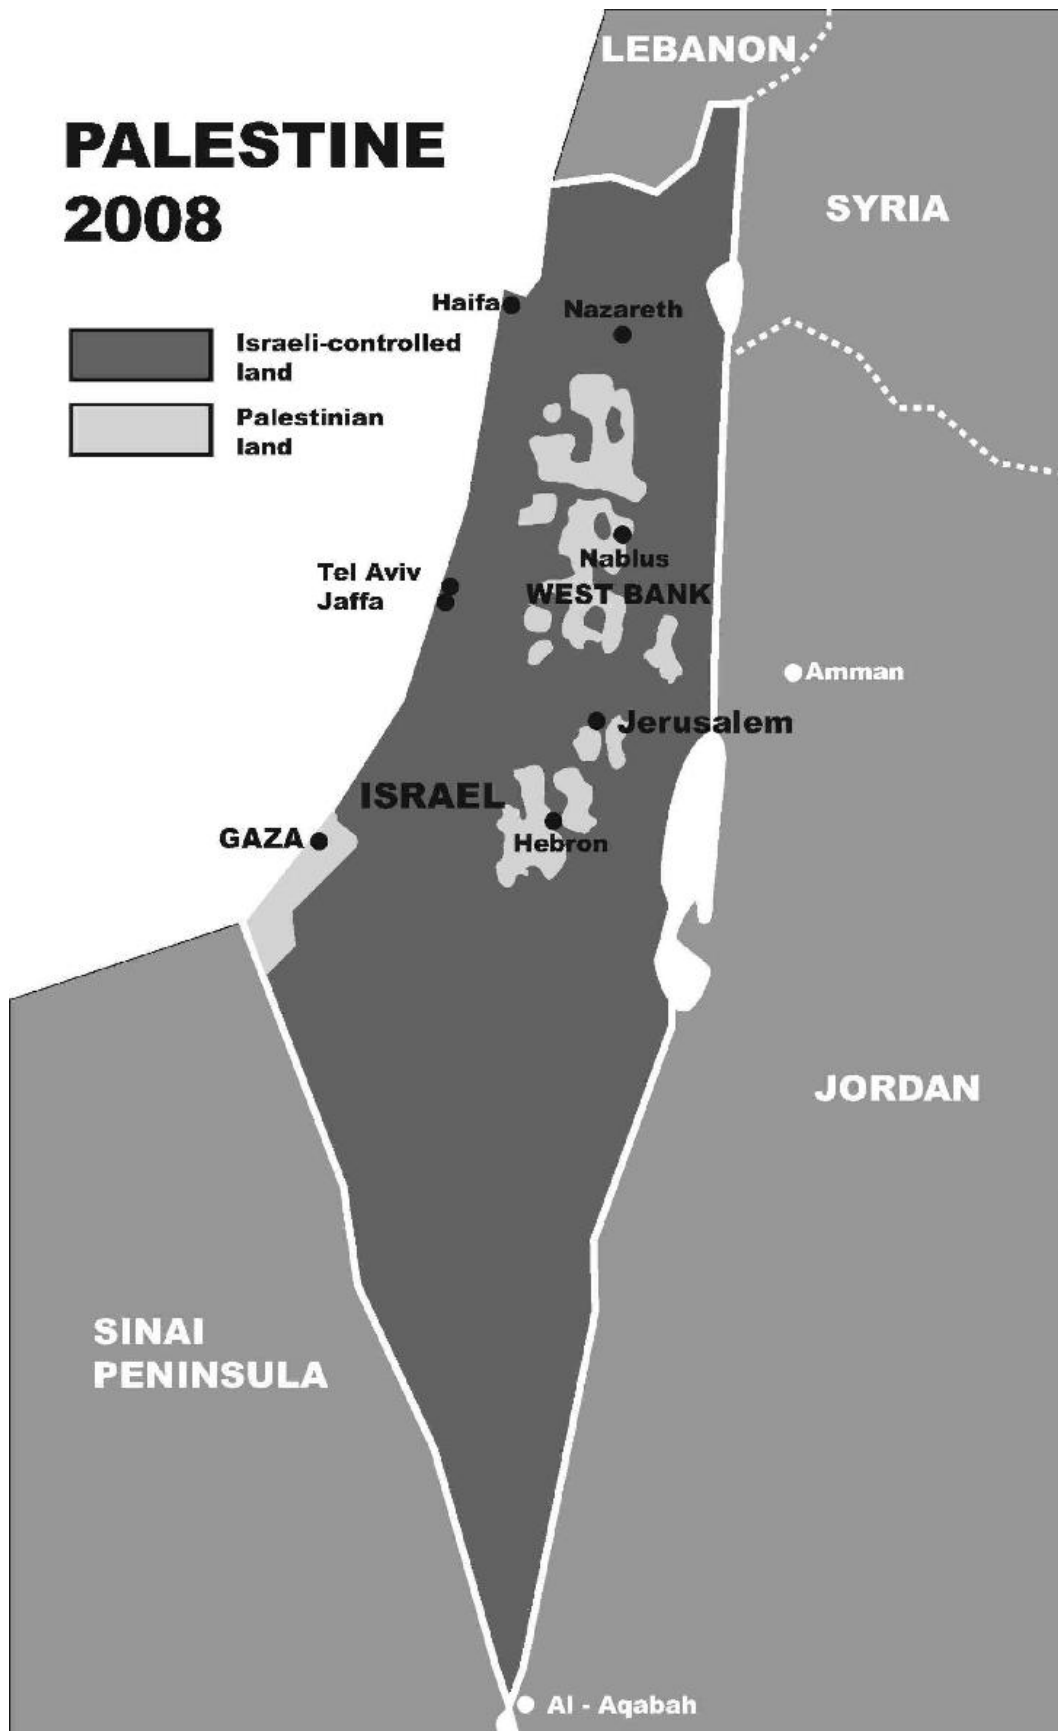 LEBANON
PALESTINE
2008
SYRIA
Haifa
Nazareth
Israeli-controlled
land
Palestinian
land
Nablus
Tel Aviv
WEST BANK
Jaffa
Amman
Jerusalem
ISRAEL
GAZA
Hebron
JORDAN
SINAI
PENINSULA
Al - Aqabah